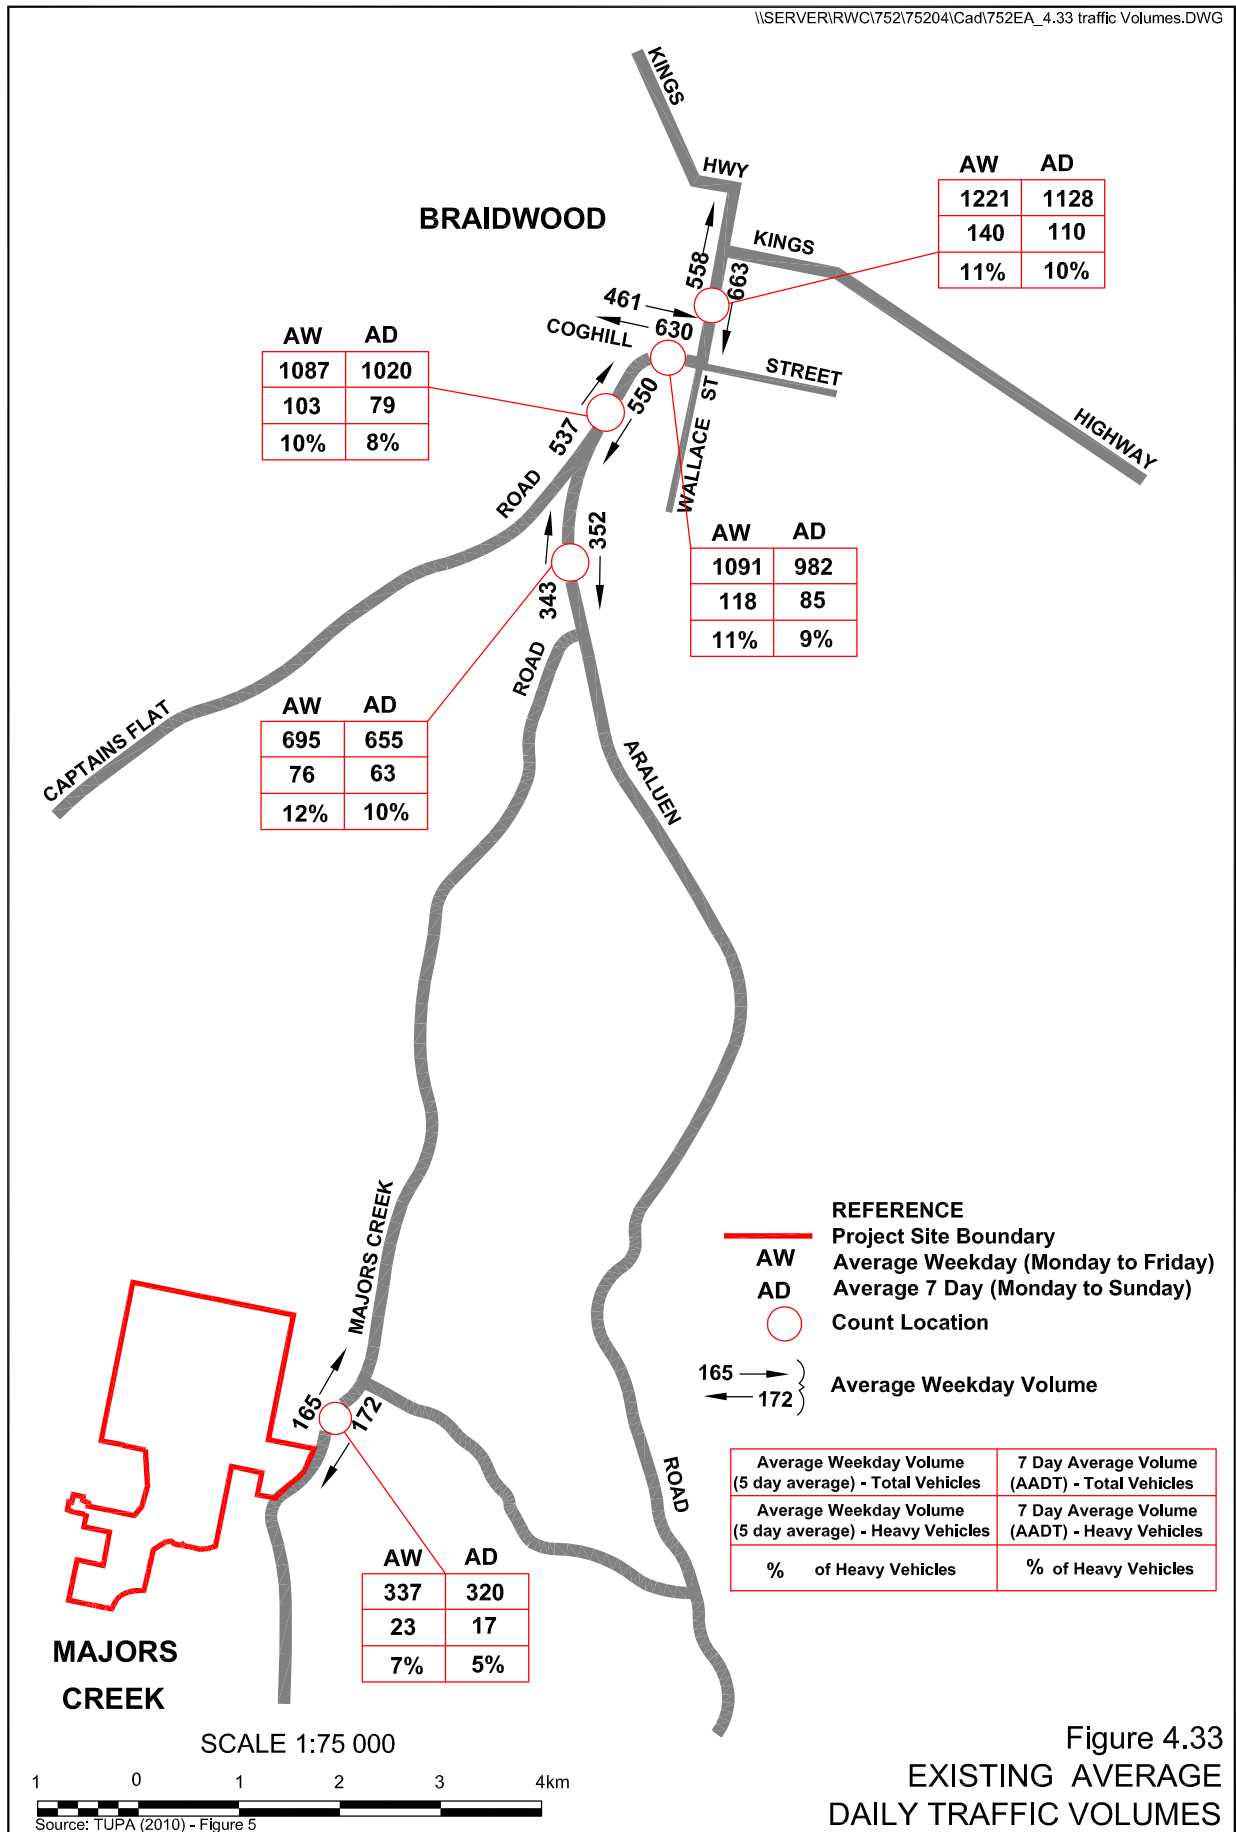 \\SERVER\RWC\752\75204\Cad\752EA_4.33 traffic Volumes.DWG
KINGS
HWY
AW AD
1221 1128
140 110
11% 10%
BRAIDWOOD
KINGS
HIGHWAY
558
663
461
630
COGHILL
STREET
WALLACE ST
AW AD
1087 1020
103 79
10% 8%
537
550
ROAD
CAPTAINS FLAT
352
343
AW AD
1091 982
118 85
11% 9%
ROAD
AW AD
695 655
76 63
12% 10%
ARALUEN
MAJORS CREEK
165
172
ROAD
REFERENCE
Project Site Boundary
AW Average Weekday (Monday to Friday)
AD Average 7 Day (Monday to Sunday)
Count Location
165
172
Average Weekday Volume
Average Weekday Volume
(5 day average) - Total Vehicles
7 Day Average Volume
(AADT) - Total Vehicles
Average Weekday Volume
(5 day average) - Heavy Vehicles
7 Day Average Volume
(AADT) - Heavy Vehicles
% of Heavy Vehicles
% of Heavy Vehicles
AW AD
337 320
23 17
7% 5%
MAJORS
CREEK
SCALE 1:75 000
1 0 1 2 3 4km
Source: TUPA (2010) - Figure 5
Figure 4.33
EXISTING AVERAGE
DAILY TRAFFIC VOLUMES